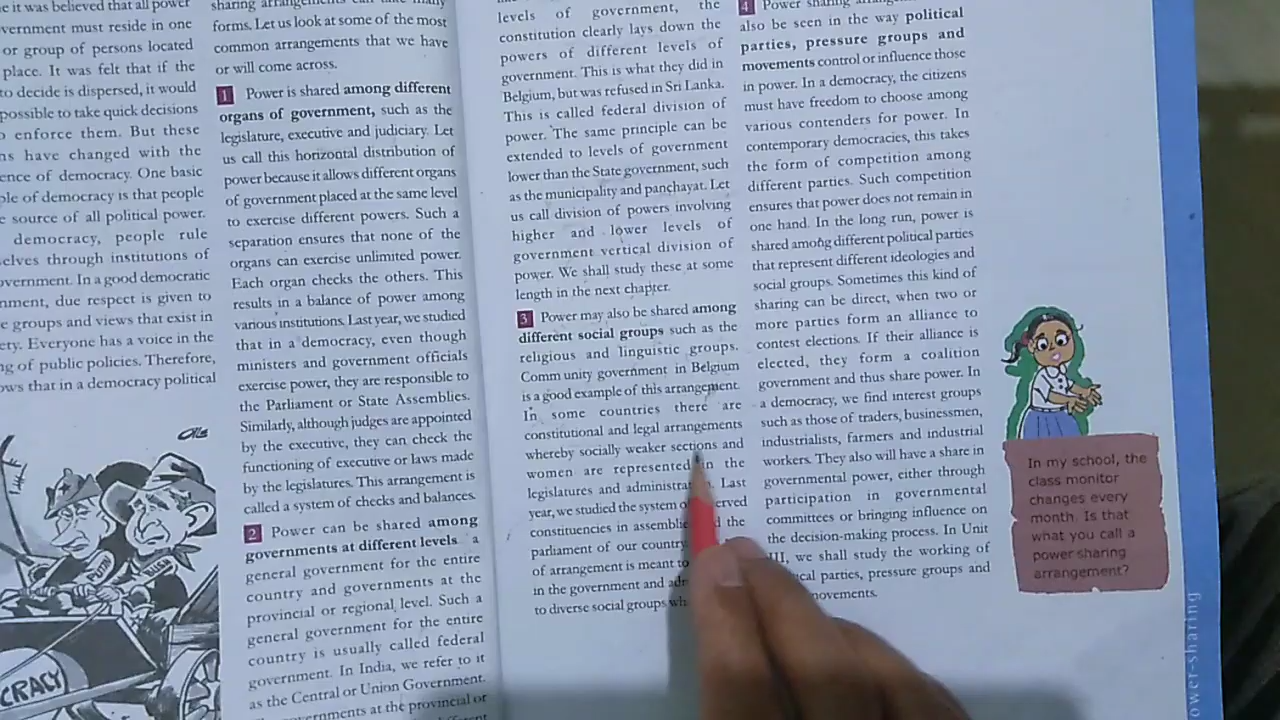 e it was believed that all power
vernment must reside in one
or group of persons located
place. It was felt that if the
to decide is dispersed, it would
possible to take quick decisions
o enforce them. But these
ns have changed with the
ence of democracy. One basic
ple of democracy is that people
e source of all political power.
democracy, people rule
selves through institutions of
overnment. In a good democratic
nment, due respect is given to
e groups and views that exist in
ety. Everyone has a voice in the
ng of public policies. Therefore,
ows that in a democracy political
PUTIN
BUSH
CRACY
sharing arrangements can take many
forms. Let us look at some of the most
common arrangements that we have
or will come across.
1 Power is shared among different
organs of government, such as the
legislature, executive and judiciary. Let
us call this horizontal distribution of
power because it allows different organs
of government placed at the same level
to exercise different powers. Such a
separation ensures that none of the
organs can exercise unlimited power.
Each organ checks the others. This
results in a balance of power among
various institutions. Last year, we studied
that in a democracy, even though
ministers and government officials
exercise power, they are responsible to
the Parliament or State Assemblies.
Similarly, although judges are appointed
by the executive, they can check the
functioning of executive or laws made
by the legislatures. This arrangement is
called a system of checks and balances.
2 Power can be shared among
governments at different levels a
general government for the entire
country and governments at the
provincial or regional level. Such a
general government for the entire
country is usually called federal
government. In India, we refer to it
as the Central or Union Government.
governments at the provincial or
levels of government, the
constitution clearly lays down the
powers of different levels of
government. This is what they did in
Belgium, but was refused in Sri Lanka.
This is called federal division of
power. The same principle can be
extended to levels of government
lower than the State government, such
as the municipality and panchayat. Let
us call division of powers involving
higher and lower levels of
government vertical division of
power. We shall study these at some
length in the next chapter.
3 Power may also be shared among
different social groups such as the
religious and linguistic groups.
Community government in Belgium
is a good example of this arrangement.
In some countries there are
constitutional and legal arrangements
whereby socially weaker sections and
women are represented in the
legislatures and administrat Last
year, we studied the system of erved
constituencies in assemblie d the
parliament of our country
of arrangement is meant to
in the government and adm
to diverse social groups wh
4 Power sharing
also be seen in the way political
parties, pressure groups and
movements control or influence those
in power. In a democracy, the citizens
must have freedom to choose among
various contenders for power. In
contemporary democracies, this takes
the form of competition among
different parties. Such competition
ensures that power does not remain in
one hand. In the long run, power is
shared among different political parties
that represent different ideologies and
social groups. Sometimes this kind of
sharing can be direct, when two or
more parties form an alliance to
contest elections. If their alliance is
elected, they form a coalition
government and thus share power. In
a democracy, we find interest groups
such as those of traders, businessmen,
industrialists, farmers and industrial
workers. They also will have a share in
governmental power, either through
participation in governmental
committees or bringing influence on
the decision-making process. In Unit
III, we shall study the working of
ical parties, pressure groups and
movements.
In my school, the
class monitor
changes every
month. Is that
what you call a
power sharing
arrangement?
ower-sharing